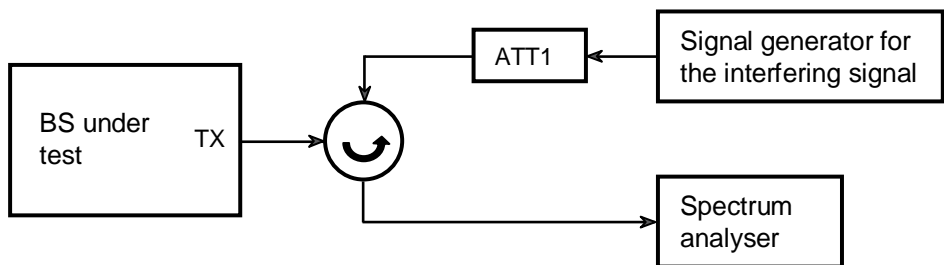 BS under
test
TX
ATT1
Signal generator for
the interfering signal
Spectrum
analyser